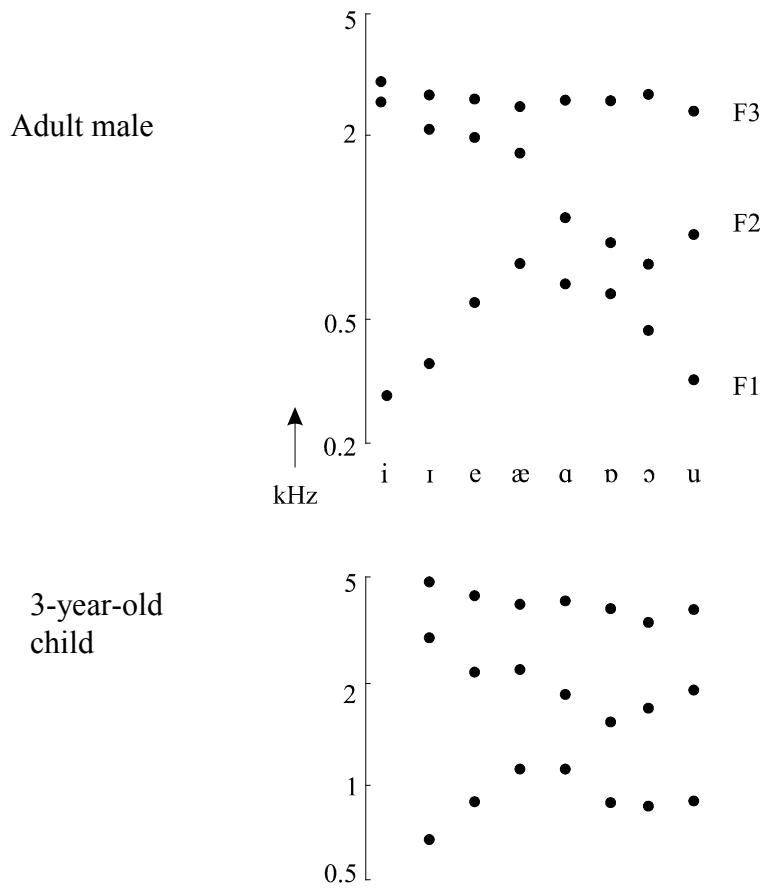 5
Adult male
2
F3
F2
0.5
F1
0.2
i ɪ e æ ɑ ɒ ɔ u
kHz
5
3-year-old
child
2
1
0.5